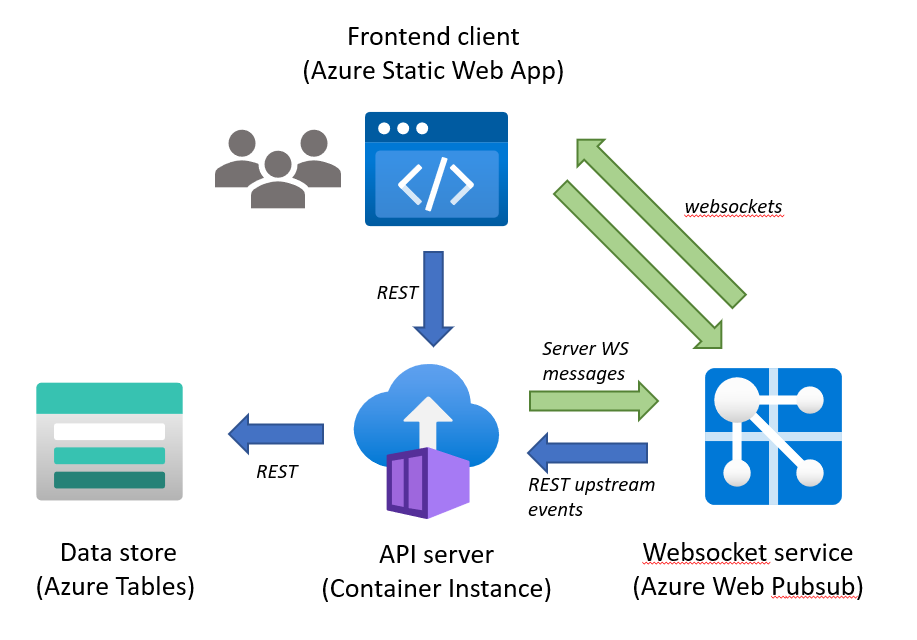 Frontend client
(Azure Static Web App)
websockets
REST
Server WS
messages
REST
REST upstream
events
Data store
(Azure Tables)
API server
(Container Instance)
Websocket service
(Azure Web Pubsub)